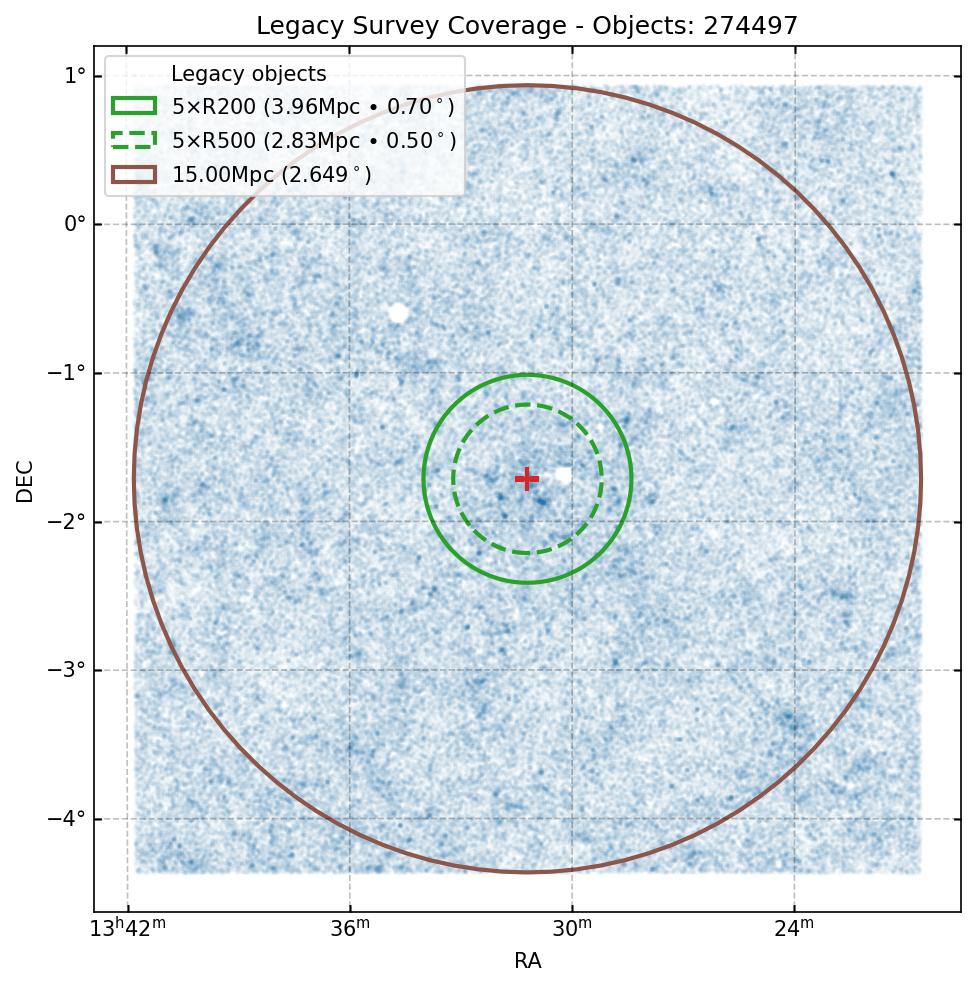 Legacy Survey Coverage - Objects: 274497
Legacy objects
5×R200 (3.96Mpc • 0.70°)
5×R500 (2.83Mpc • 0.50°)
15.00Mpc (2.649°)
1°
0°
−1°
−2°
−3°
−4°
DEC
13ʰ42ᵐ 36ᵐ 30ᵐ 24ᵐ
RA